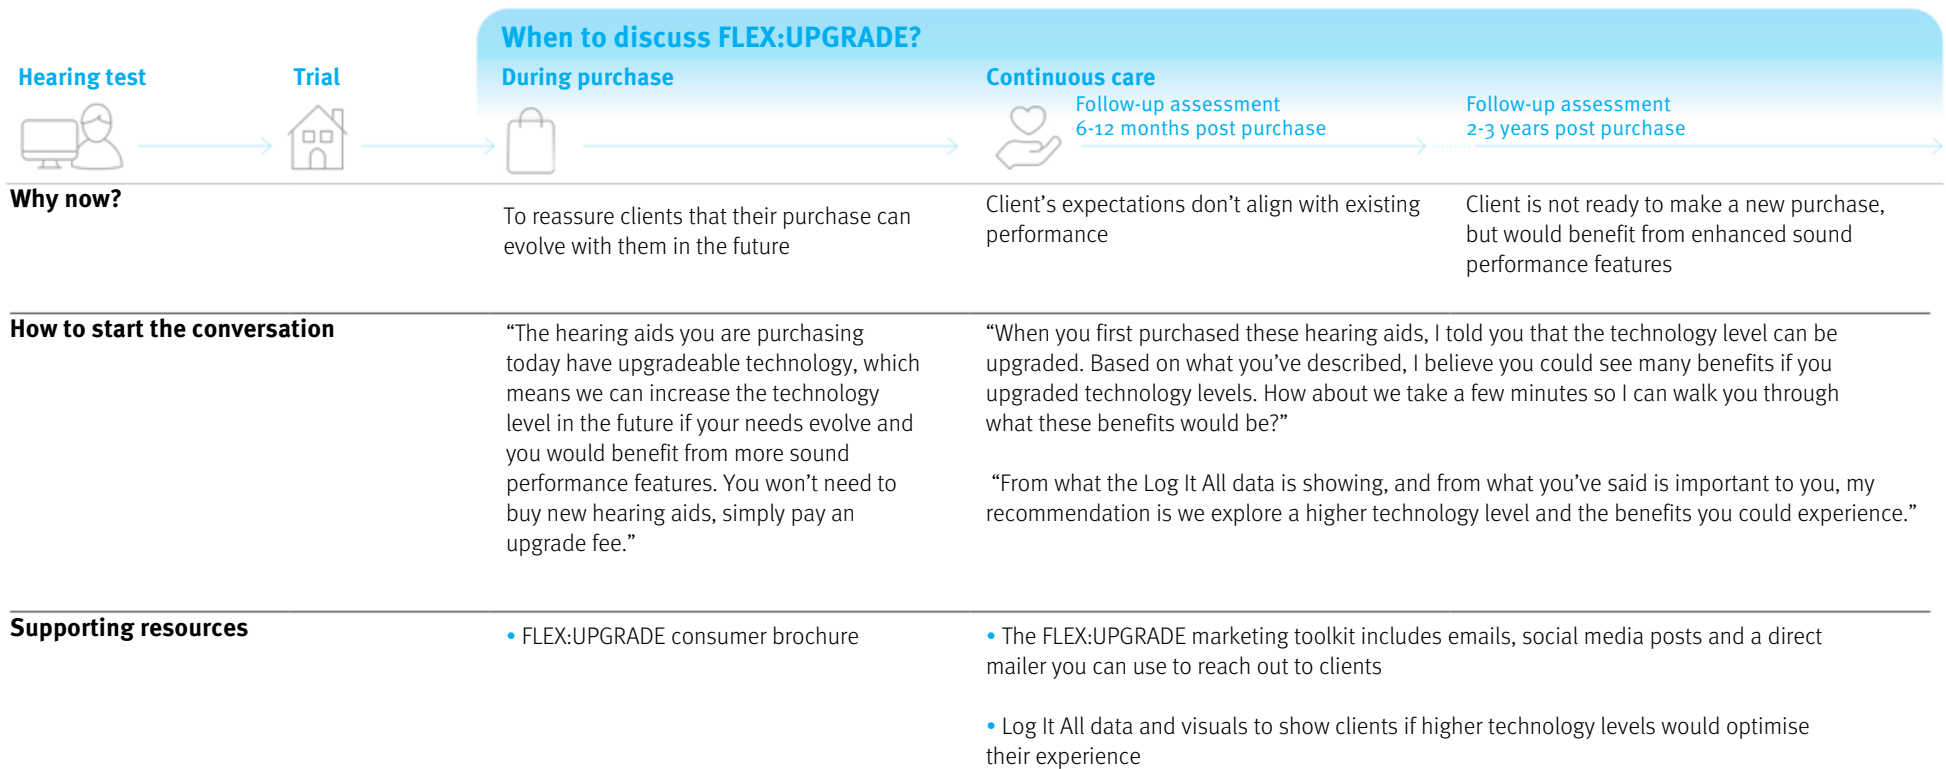 When to discuss FLEX:UPGRADE?
Hearing test
Trial
During purchase
Continuous care
Follow-up assessment
6-12 months post purchase
Follow-up assessment
2-3 years post purchase
Why now?
To reassure clients that their purchase can
evolve with them in the future
Client’s expectations don’t align with existing
performance
Client is not ready to make a new purchase,
but would benefit from enhanced sound
performance features
How to start the conversation
“The hearing aids you are purchasing
today have upgradeable technology, which
means we can increase the technology
level in the future if your needs evolve and
you would benefit from more sound
performance features. You won’t need to
buy new hearing aids, simply pay an
upgrade fee.”
“When you first purchased these hearing aids, I told you that the technology level can be
upgraded. Based on what you’ve described, I believe you could see many benefits if you
upgraded technology levels. How about we take a few minutes so I can walk you through
what these benefits would be?”
“From what the Log It All data is showing, and from what you’ve said is important to you, my
recommendation is we explore a higher technology level and the benefits you could experience.”
Supporting resources
• FLEX:UPGRADE consumer brochure
• The FLEX:UPGRADE marketing toolkit includes emails, social media posts and a direct
mailer you can use to reach out to clients
• Log It All data and visuals to show clients if higher technology levels would optimise
their experience